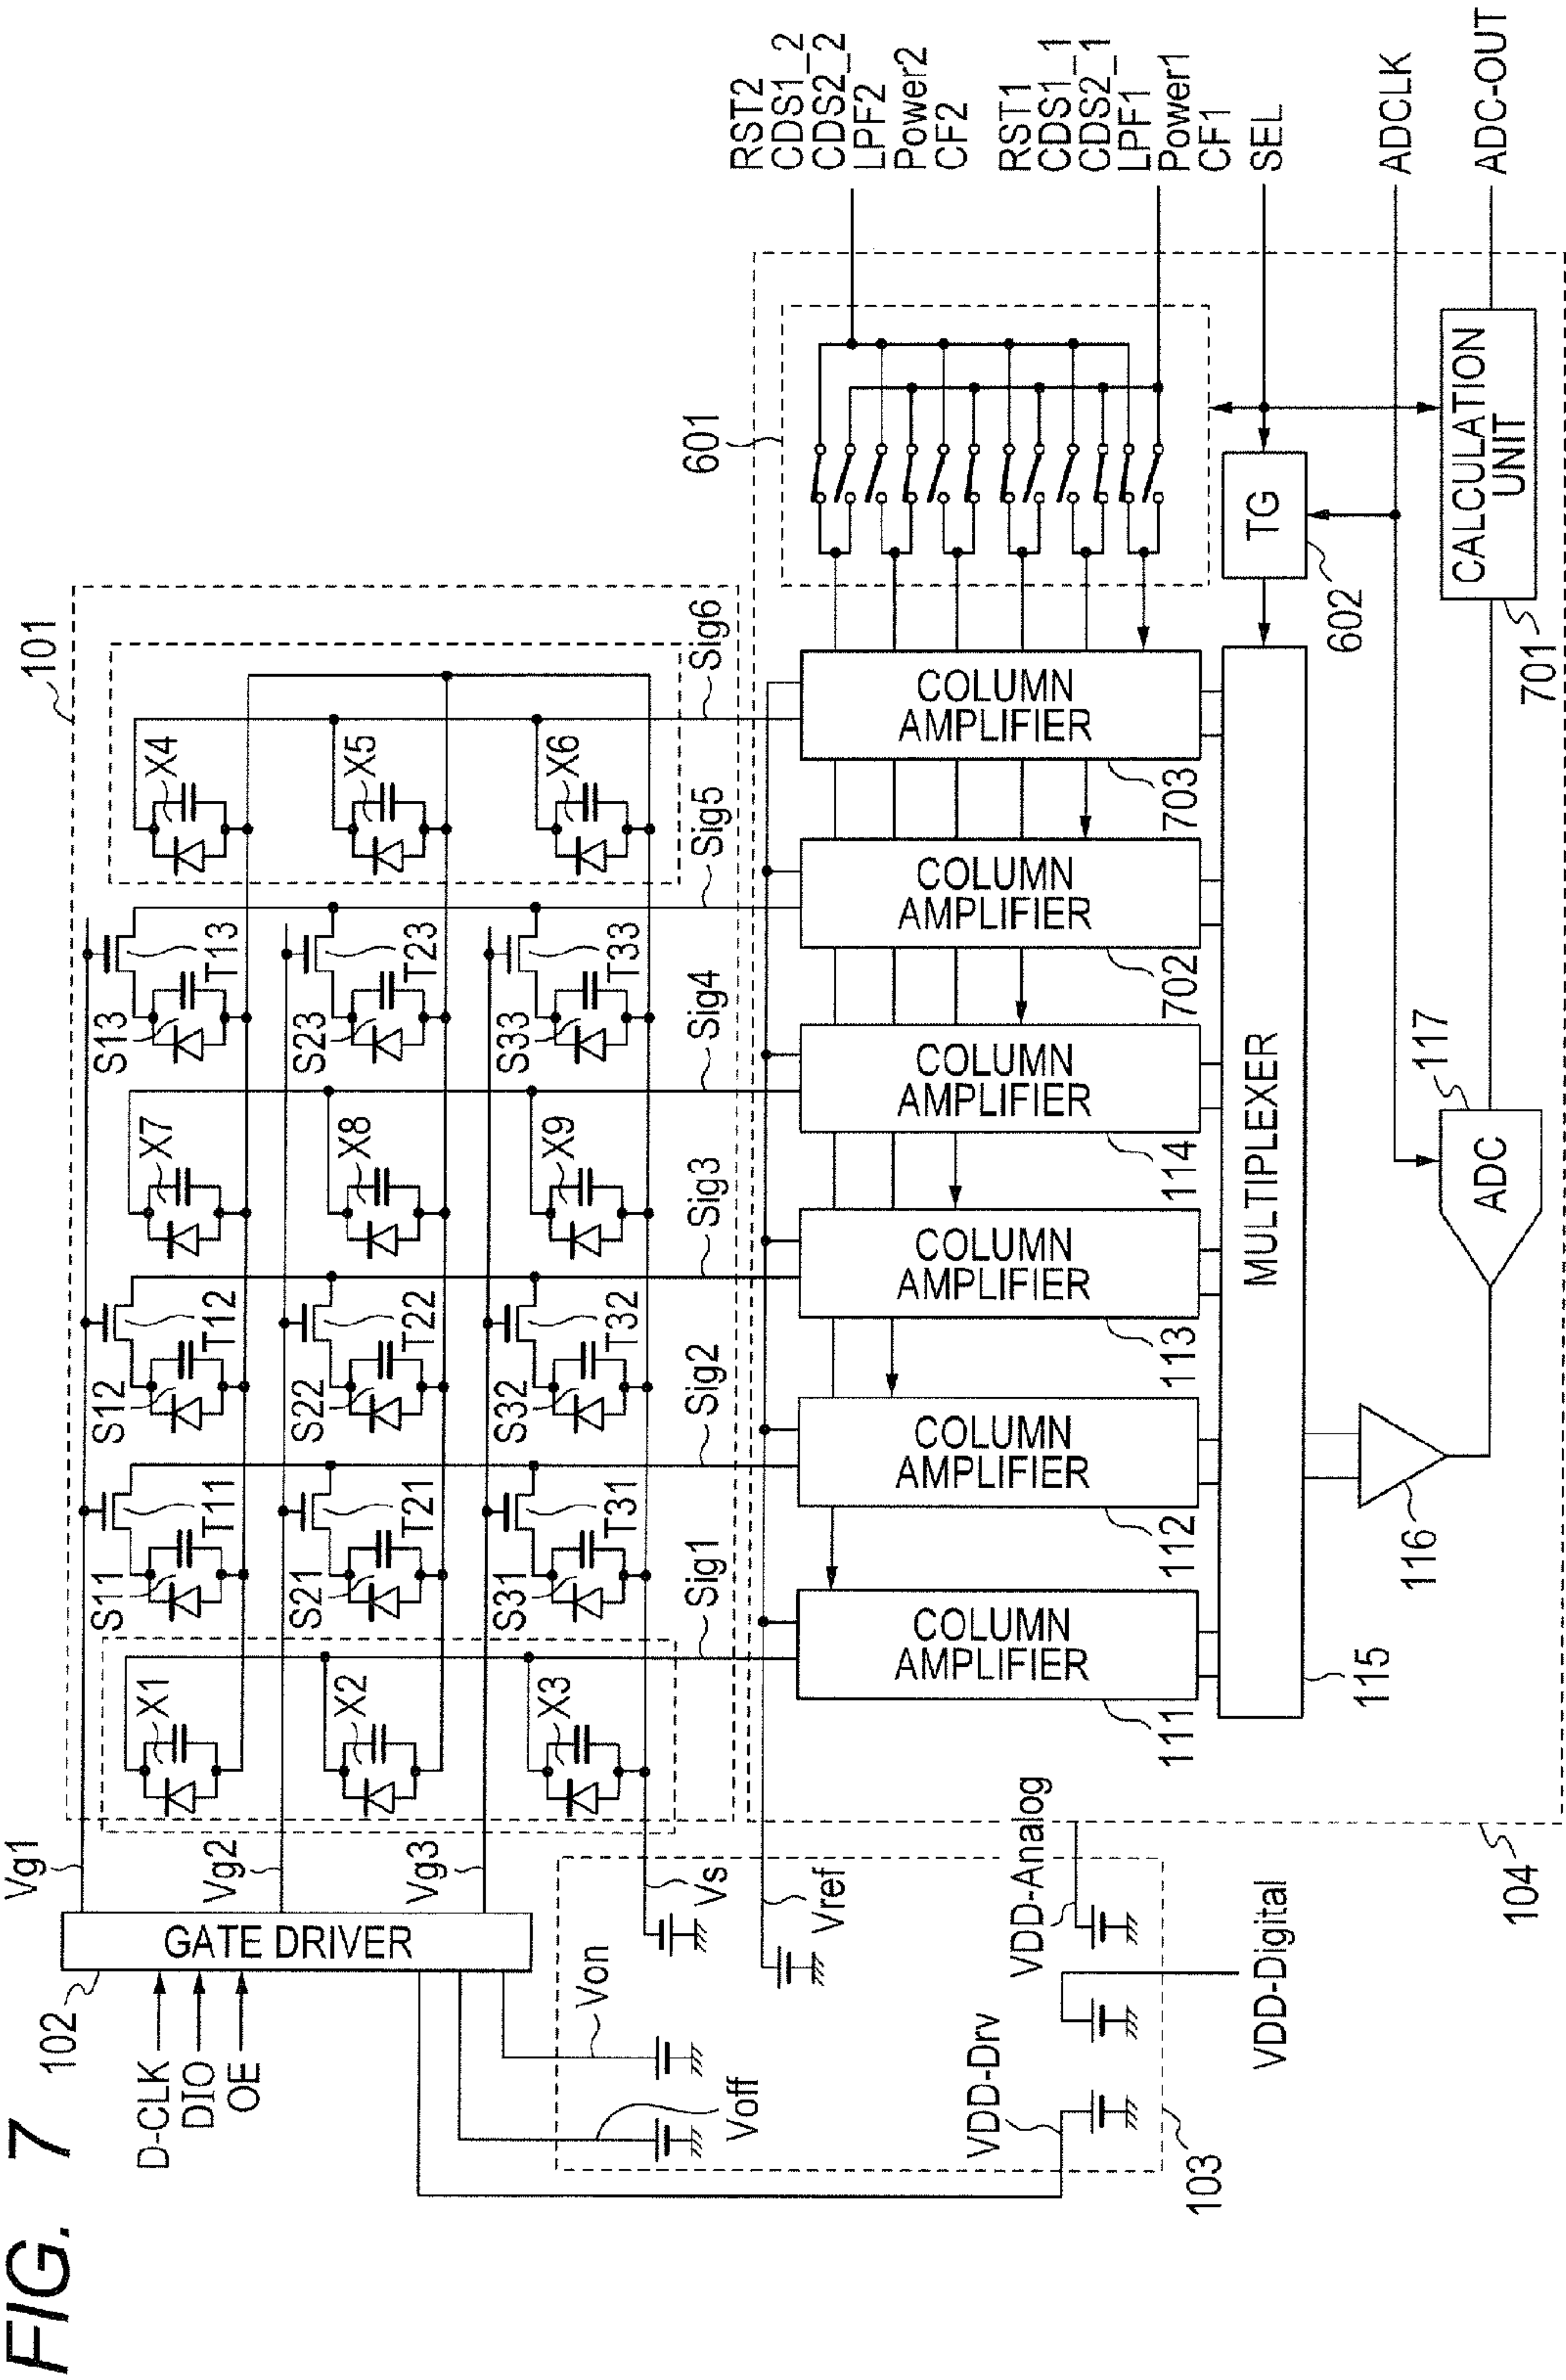 FIG. 7
101
Vg1
Vg2
Vg3
GATE DRIVER
102
D-CLK
DIO
OE
X1
X2
X3
S11
T11
S21
T21
S31
T31
S12
T12
S22
T22
S32
T32
X7
X8
X9
S13
T13
S23
T23
S33
T33
X4
X5
X6
Sig1
Sig2
Sig3
Sig4
Sig5
Sig6
Von
Voff
Vs
Vref
VDD-Drv
VDD-Analog
VDD-Digital
103
104
601
RST2
CDS1_2
CDS2_2
LPF2
Power2
CF2
RST1
CDS1_1
CDS2_1
LPF1
Power1
CF1
SEL
ADCLK
ADC-OUT
COLUMN
AMPLIFIER
111
COLUMN
AMPLIFIER
112
COLUMN
AMPLIFIER
113
COLUMN
AMPLIFIER
114
COLUMN
AMPLIFIER
702
COLUMN
AMPLIFIER
703
MULTIPLEXER
115
TG
602
116
ADC
117
CALCULATION
UNIT
701